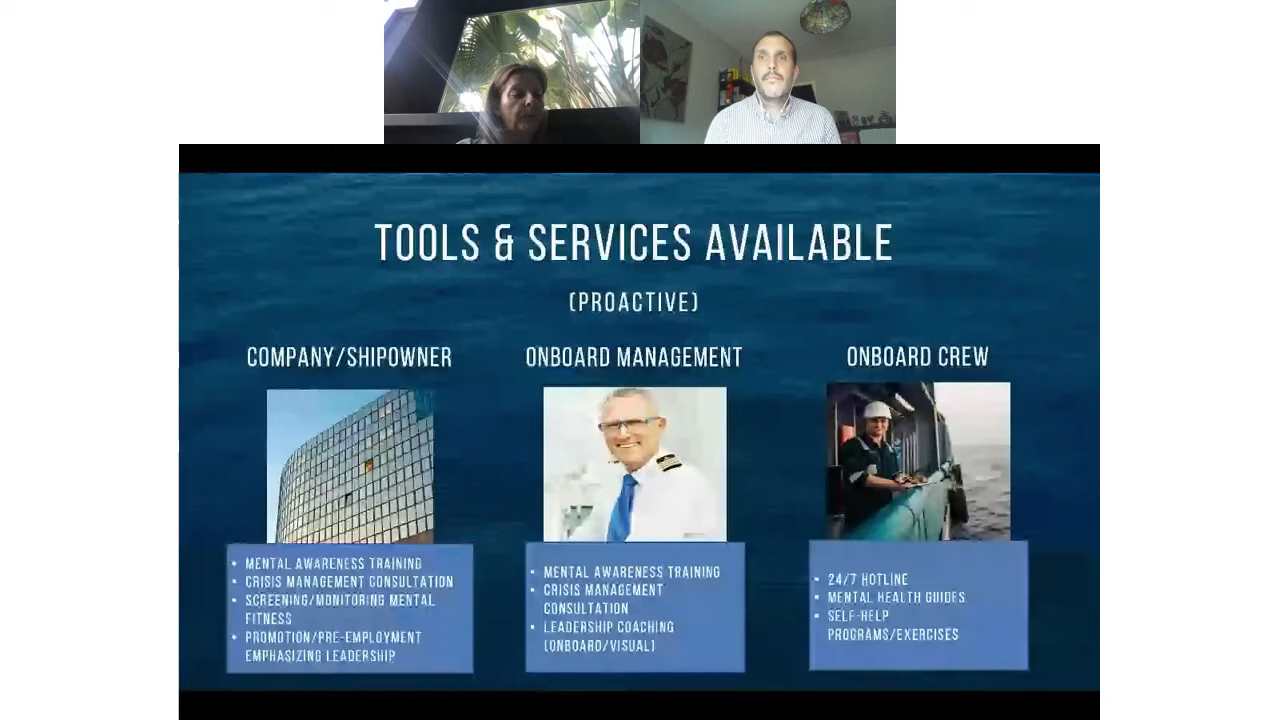 TOOLS & SERVICES AVAILABLE
(PROACTIVE)
COMPANY/SHIPOWNER
• MENTAL AWARENESS TRAINING
• CRISIS MANAGEMENT CONSULTATION
• SCREENING/MONITORING MENTAL
FITNESS
• PROMOTION/PRE-EMPLOYMENT
EMPHASIZING LEADERSHIP
ONBOARD MANAGEMENT
• MENTAL AWARENESS TRAINING
• CRISIS MANAGEMENT
CONSULTATION
• LEADERSHIP COACHING
(ONBOARD/VISUAL)
ONBOARD CREW
• 24/7 HOTLINE
• MENTAL HEALTH GUIDES
• SELF-HELP
PROGRAMS/EXERCISES